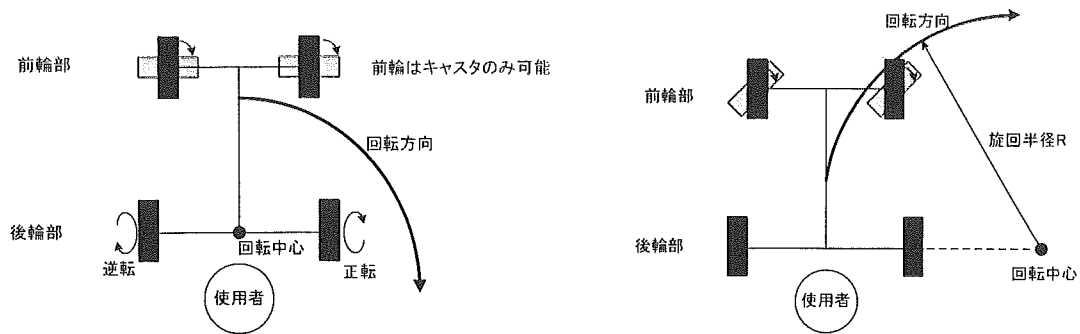 前輪部
前輪はキャスタのみ可能
回転方向
後輪部
回転中心
逆転
正転
使用者
回転方向
前輪部
旋回半径R
後輪部
回転中心
使用者